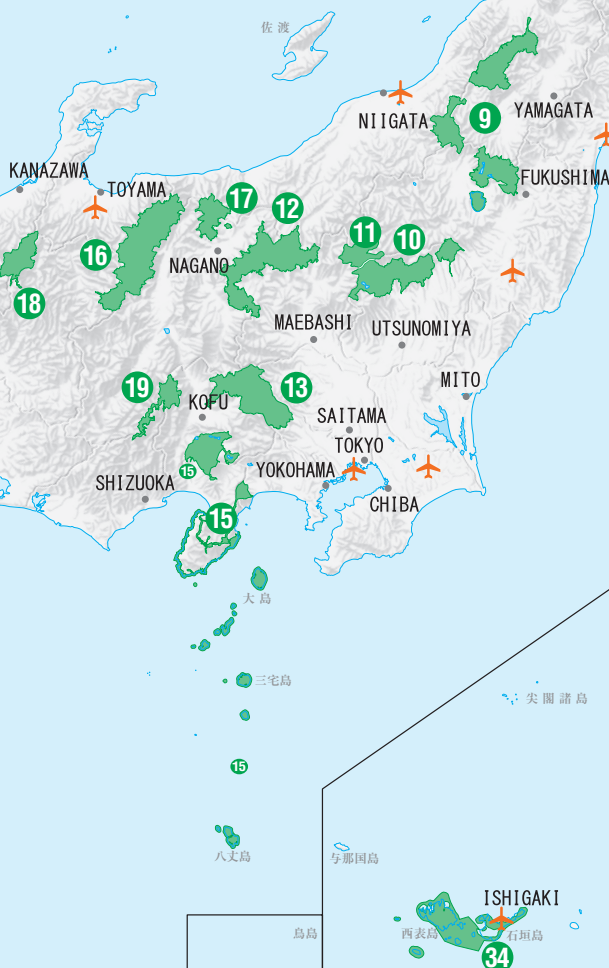 佐渡
NIIGATA
9
YAMAGATA
KANAZAWA
TOYAMA
FUKUSHIMA
17
12
11
10
16
NAGANO
18
MAEBASHI
UTSUNOMIYA
19
KOFU
13
MITO
SAITAMA
TOKYO
15
YOKOHAMA
SHIZUOKA
CHIBA
15
大島
三宅島
尖閣諸島
15
八丈島
与那国島
ISHIGAKI
鳥島
西表島
石垣島
34